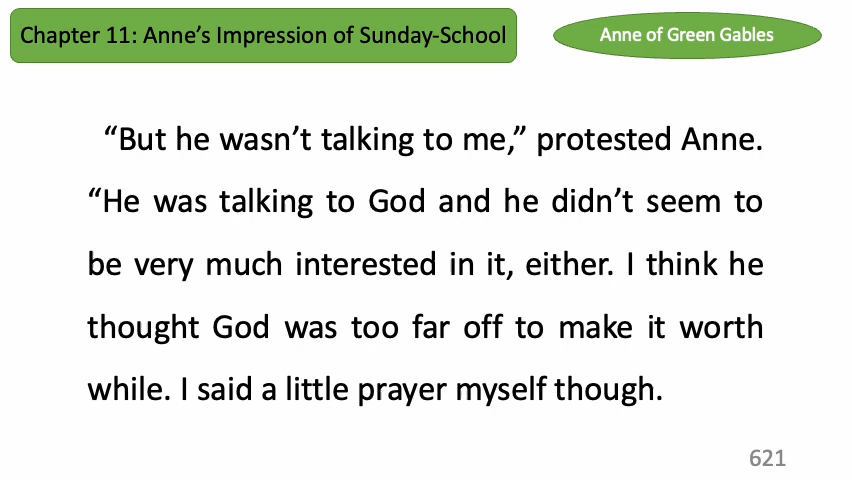 Chapter 11: Anne’s Impression of Sunday-School
Anne of Green Gables
“But he wasn’t talking to me,” protested Anne.
“He was talking to God and he didn’t seem to
be very much interested in it, either. I think he
thought God was too far off to make it worth
while. I said a little prayer myself though.
621